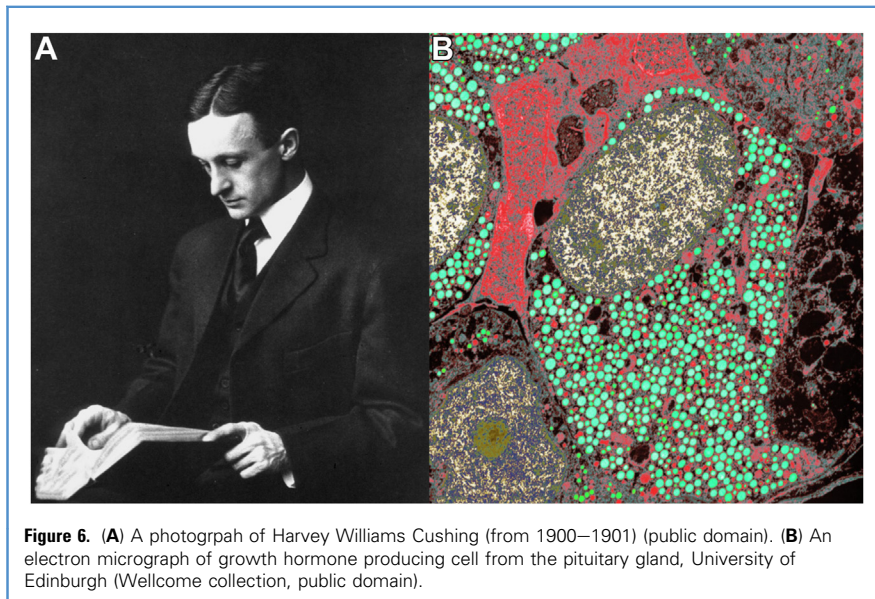 A
B
Figure 6. (A) A photogrpah of Harvey Williams Cushing (from 1900–1901) (public domain). (B) An
electron micrograph of growth hormone producing cell from the pituitary gland, University of
Edinburgh (Wellcome collection, public domain).